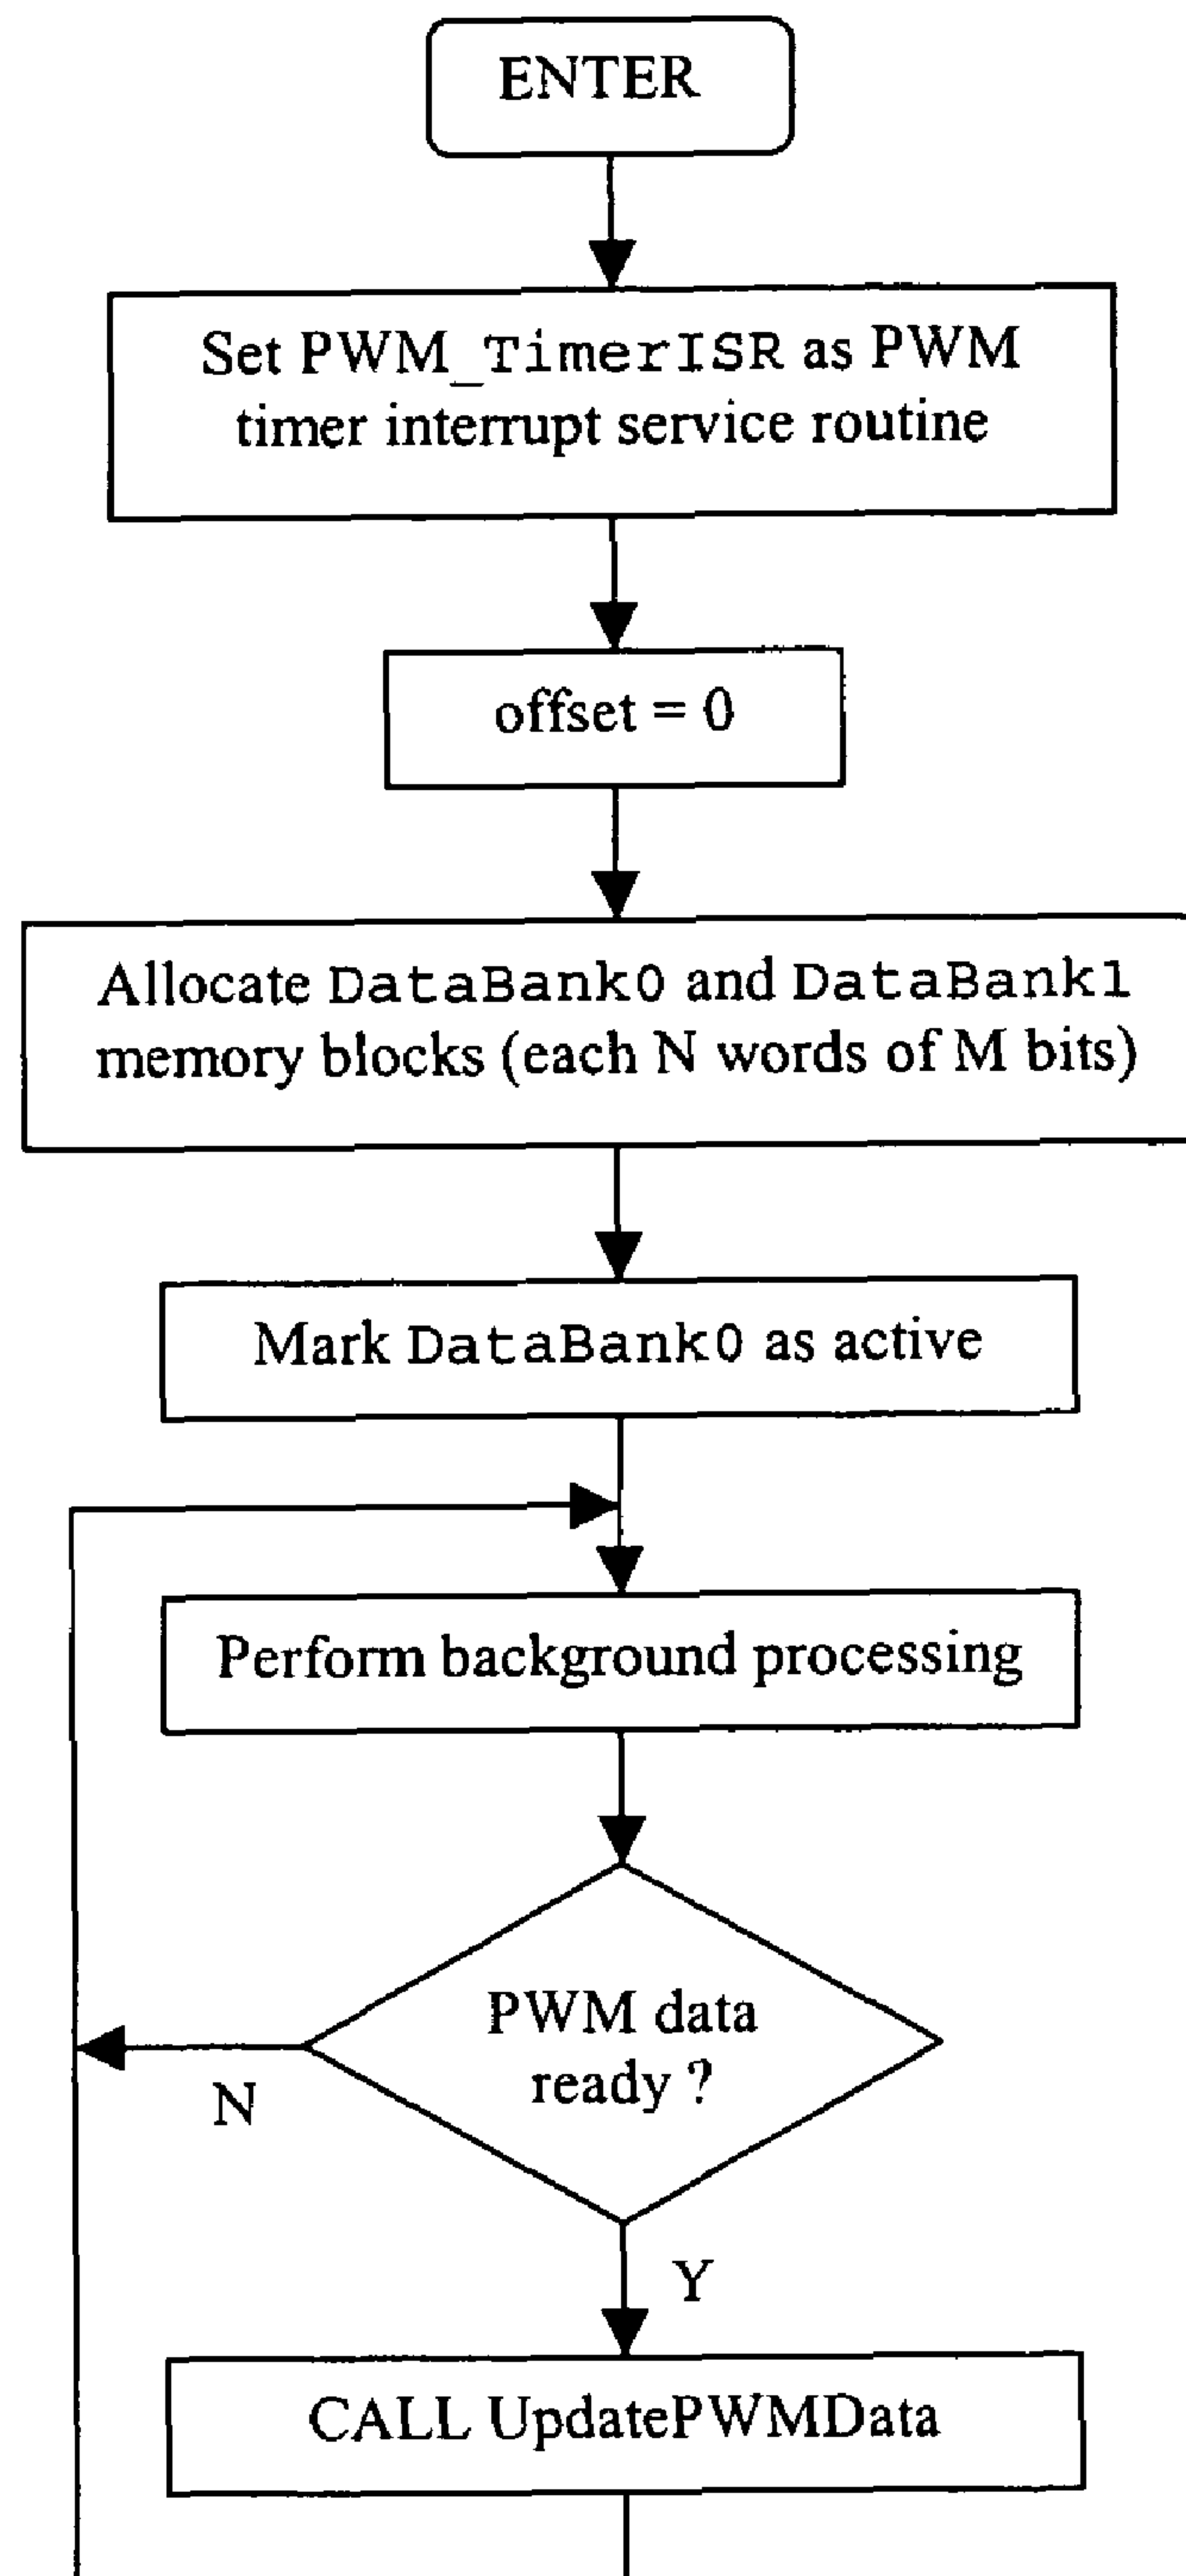 ENTER
Set PWM_TimerISR as PWM
timer interrupt service routine
offset = 0
Allocate DataBank0 and DataBank1
memory blocks (each N words of M bits)
Mark DataBank0 as active
Perform background processing
PWM data
ready ?
N
Y
CALL UpdatePWMData